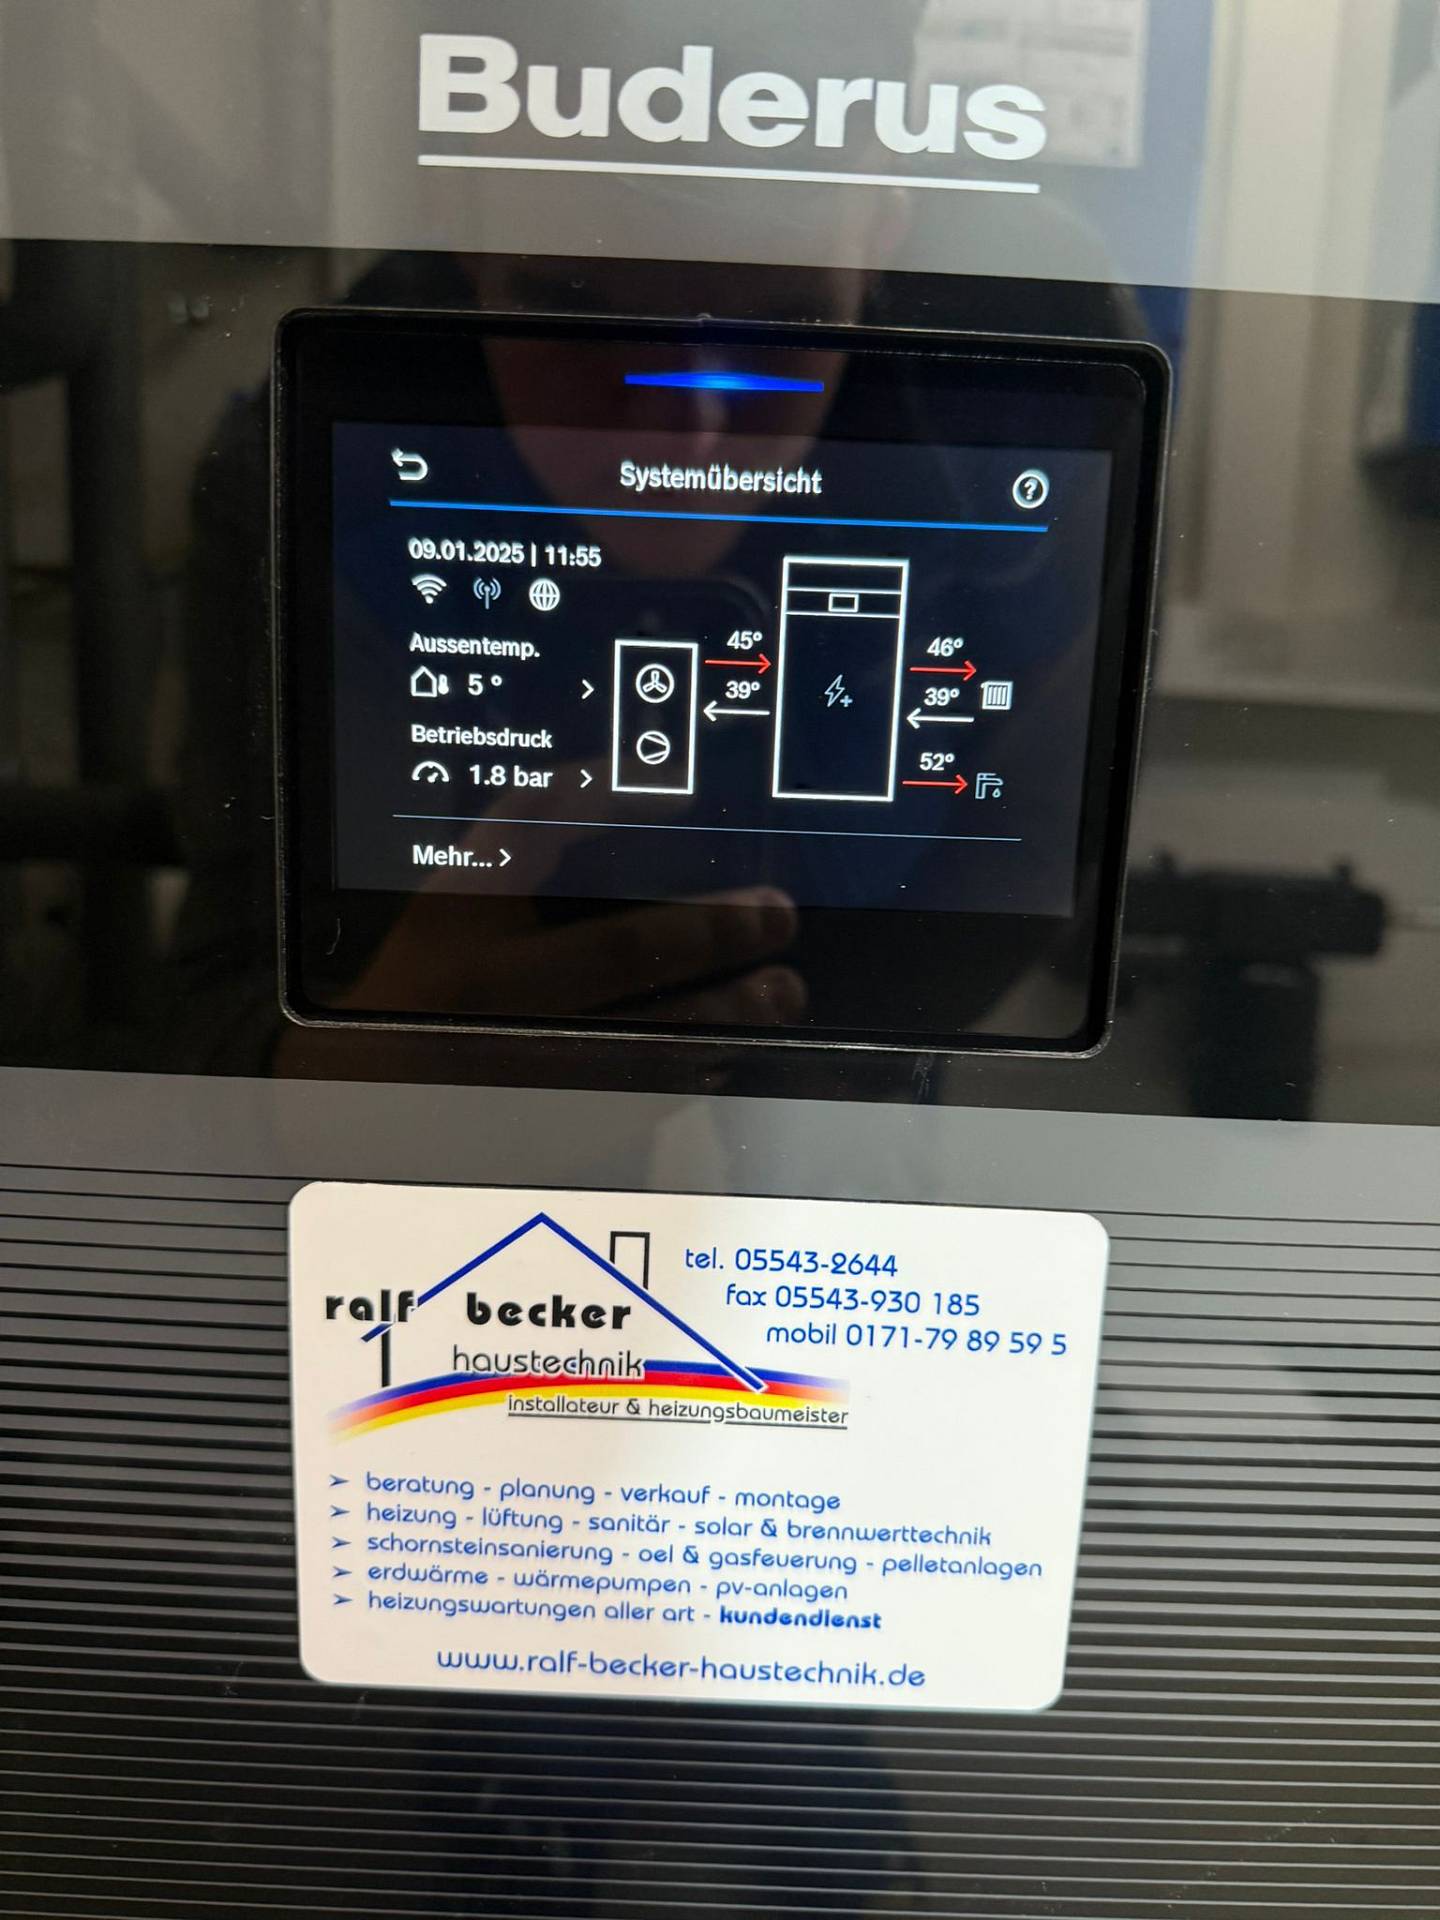 Buderus
Systemübersicht
?
09.01.2025 | 11:55
Aussentemp.
5 °
Betriebsdruck
1.8 bar
45°
39°
46°
39°
52°
Mehr...
ralf becker
haustechnik
installateur & heizungsbaumeister
tel. 05543-2644
fax 05543-930 185
mobil 0171-79 89 59 5
beratung - planung - verkauf - montage
heizung - lüftung - sanitär - solar & brennwerttechnik
schornsteinsanierung - oel & gasfeuerung - pelletanlagen
erdwärme - wärmepumpen - pv-anlagen
heizungswartungen aller art - kundendienst
www.ralf-becker-haustechnik.de